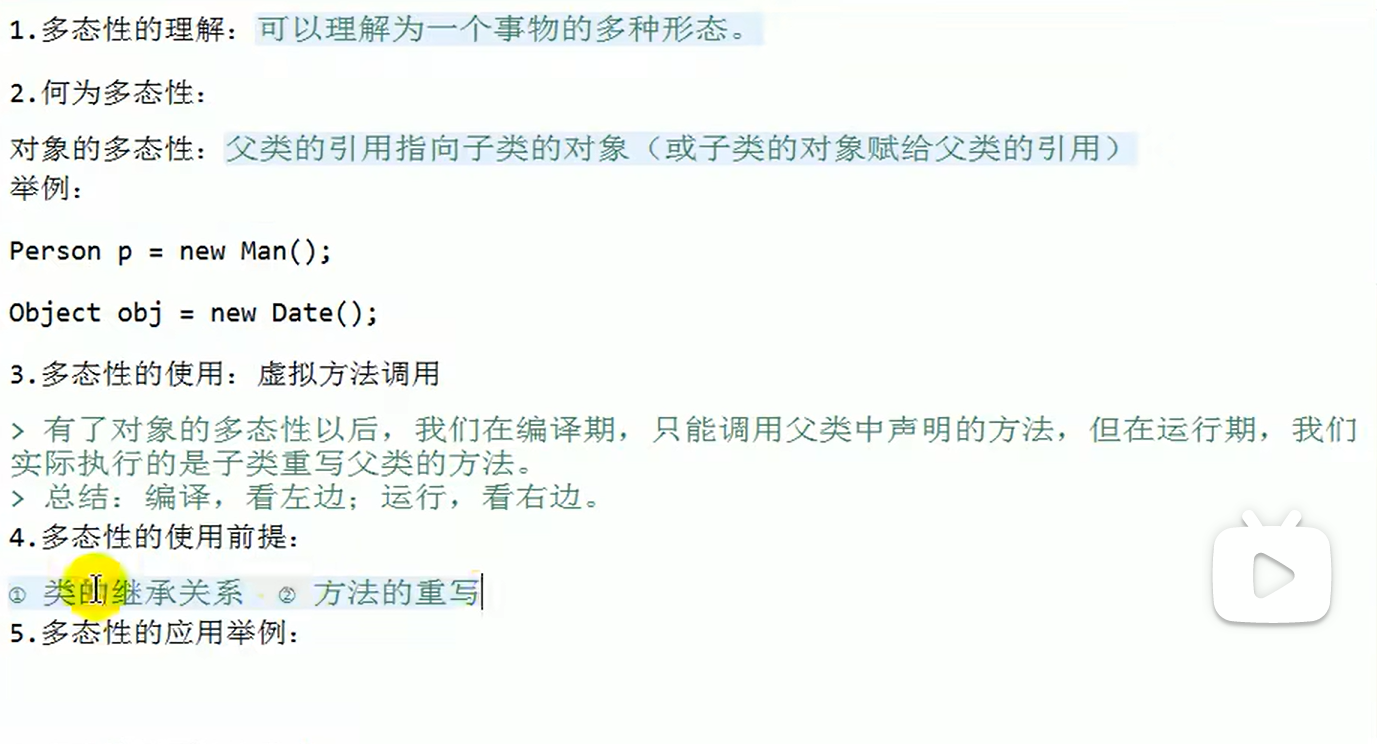 1.多态性的理解：可以理解为一个事物的多种形态。
2.何为多态性：
对象的多态性：父类的引用指向子类的对象（或子类的对象赋给父类的引用）
举例：
Person p = new Man();
Object obj = new Date();
3.多态性的使用：虚拟方法调用
> 有了对象的多态性以后，我们在编译期，只能调用父类中声明的方法，但在运行期，我们
实际执行的是子类重写父类的方法。
> 总结：编译，看左边；运行，看右边。
4.多态性的使用前提：
① 类的继承关系 ② 方法的重写
5.多态性的应用举例：